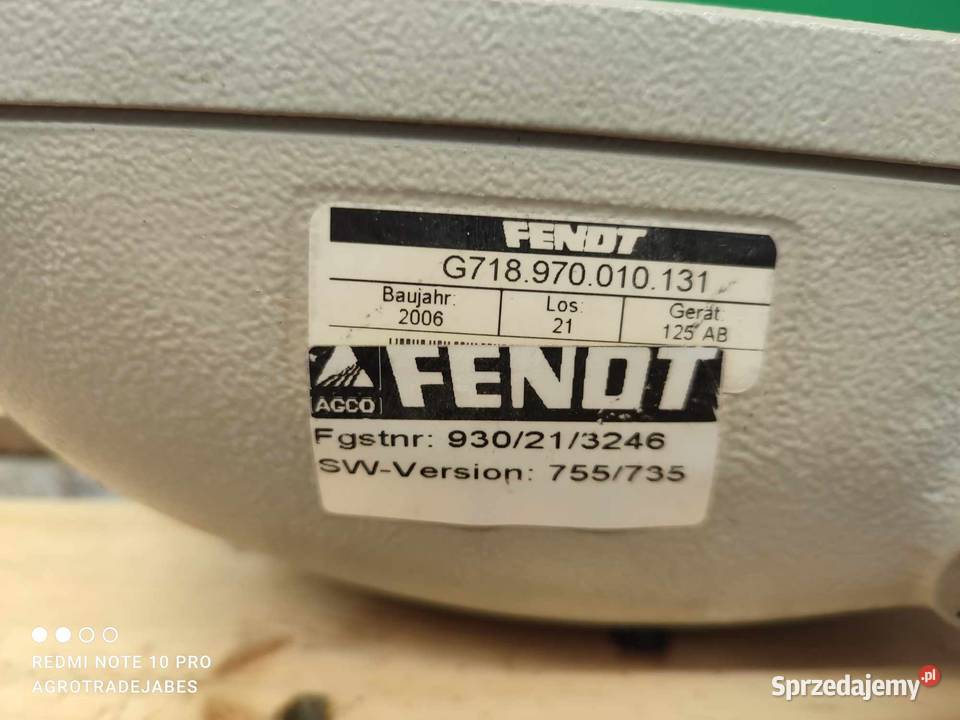 FENDT
G718.970.010.131
Baujahr: Los: Gerät:
2006 21 125 AB
AGCO FENDT
Fgstnr: 930/21/3246
SW-Version: 755/735
REDMI NOTE 10 PRO
AGROTRADEJABES
Sprzedajemy.pl